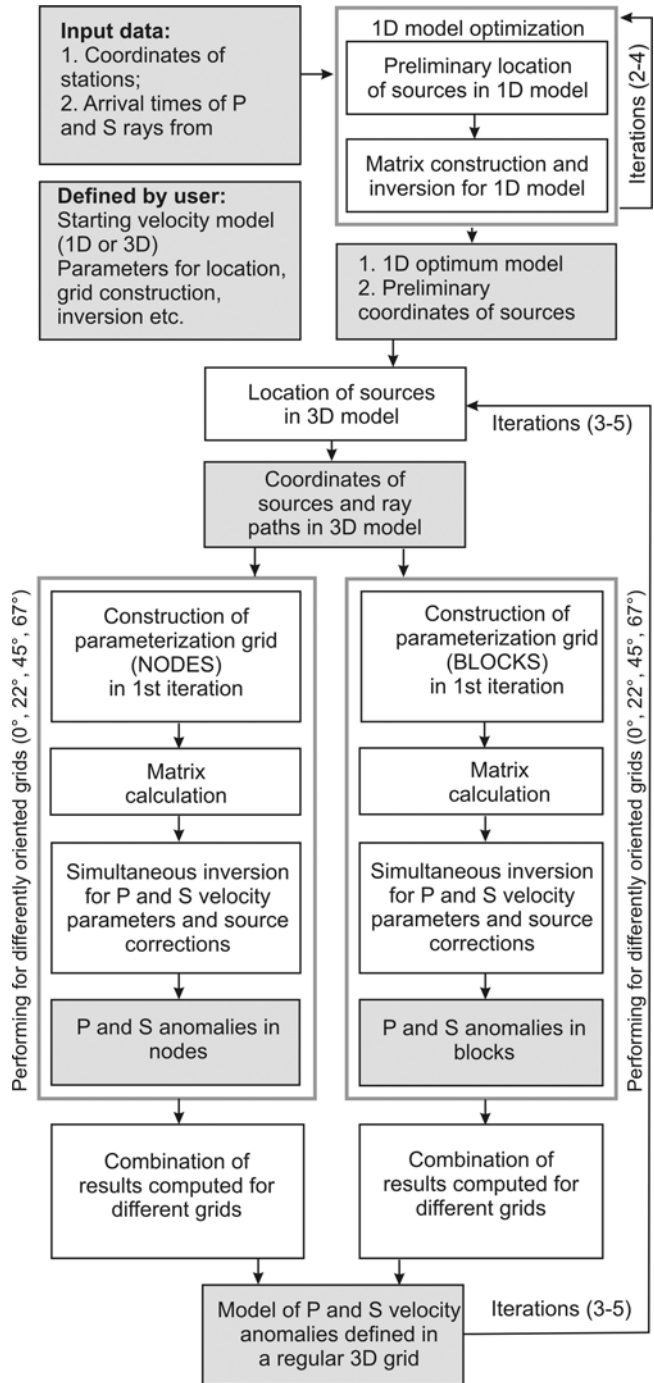 Input data:
1. Coordinates of
stations;
2. Arrival times of P
and S rays from
Defined by user:
Starting velocity model
(1D or 3D)
Parameters for location,
grid construction,
inversion etc.
1D model optimization
Preliminary location
of sources in 1D model
Matrix construction and
inversion for 1D model
Iterations (2-4)
1. 1D optimum model
2. Preliminary
coordinates of sources
Location of sources
in 3D model
Iterations (3-5)
Coordinates of
sources and ray
paths in 3D model
Performing for differently oriented grids (0°, 22°, 45°, 67°)
Construction of
parameterization grid
(NODES)
in 1st iteration
Matrix
calculation
Simultaneous inversion
for P and S velocity
parameters and source
corrections
P and S anomalies in
nodes
Combination of
results computed for
different grids
Construction of
parameterization grid
(BLOCKS)
in 1st iteration
Matrix
calculation
Simultaneous inversion
for P and S velocity
parameters and source
corrections
P and S anomalies in
blocks
Combination of
results computed for
different grids
Performing for differently oriented grids (0°, 22°, 45°, 67°)
Model of P and S velocity
anomalies defined in
a regular 3D grid
Iterations (3-5)